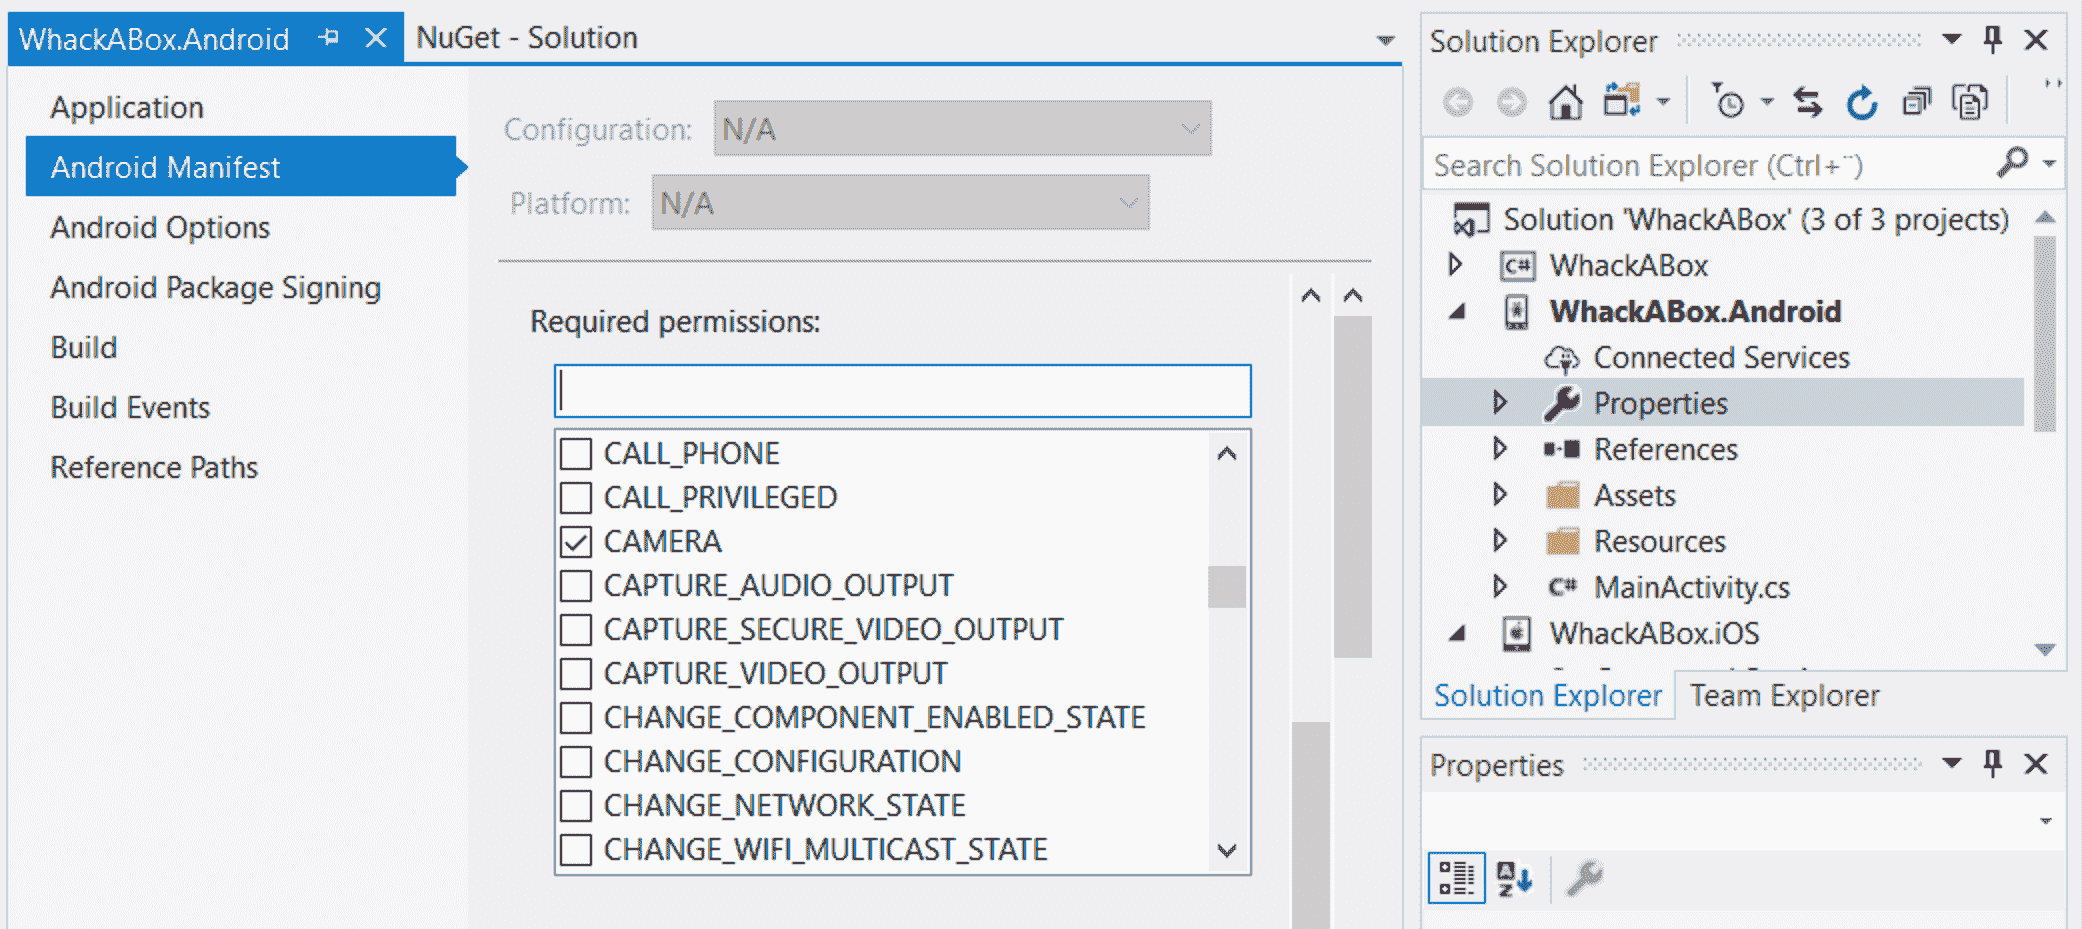 WhackABox.Android
NuGet - Solution
Application
Android Manifest
Android Options
Android Package Signing
Build
Build Events
Reference Paths
Configuration: N/A
Platform: N/A
Required permissions:
CALL_PHONE
CALL_PRIVILEGED
CAMERA
CAPTURE_AUDIO_OUTPUT
CAPTURE_SECURE_VIDEO_OUTPUT
CAPTURE_VIDEO_OUTPUT
CHANGE_COMPONENT_ENABLED_STATE
CHANGE_CONFIGURATION
CHANGE_NETWORK_STATE
CHANGE_WIFI_MULTICAST_STATE
Solution Explorer
Search Solution Explorer (Ctrl+¨)
Solution 'WhackABox' (3 of 3 projects)
C# WhackABox
WhackABox.Android
Connected Services
Properties
References
Assets
Resources
C# MainActivity.cs
WhackABox.iOS
Solution Explorer
Team Explorer
Properties